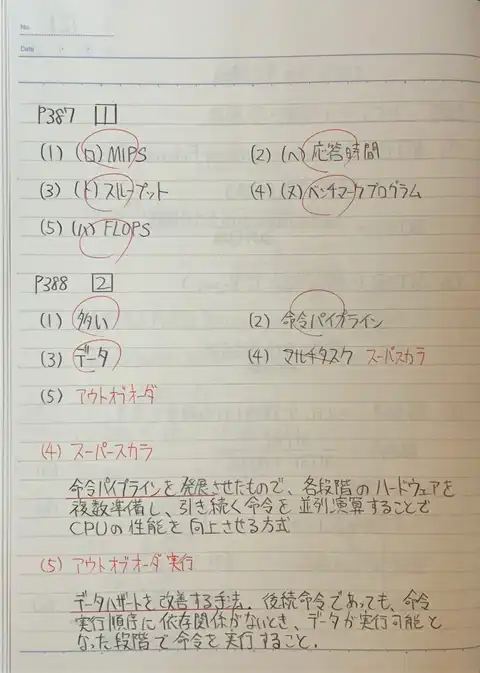 No.
Date
P387 1
(1) (ロ) MIPS (2) (ヘ) 応答時間
(3) (ト) スループット (4) (ヌ) ベンチマークプログラム
(5) (ハ) FLOPS
P388 2
(1) 多い (2) 命令パイプライン
(3) データ (4) マルチタスク スーパスカラ
(5) アウトオブオーダ
(4) スーパースカラ
命令パイプラインを発展させたもので、各段階のハードウェアを
複数準備し、引き続く命令を並列演算することで
CPUの性能を向上させる方式
(5) アウトオブオーダ実行
データハザードを改善する手法。後続命令であっても、命令
実行順序に依存関係がないとき、データが実行可能と
なった段階で命令を実行すること.